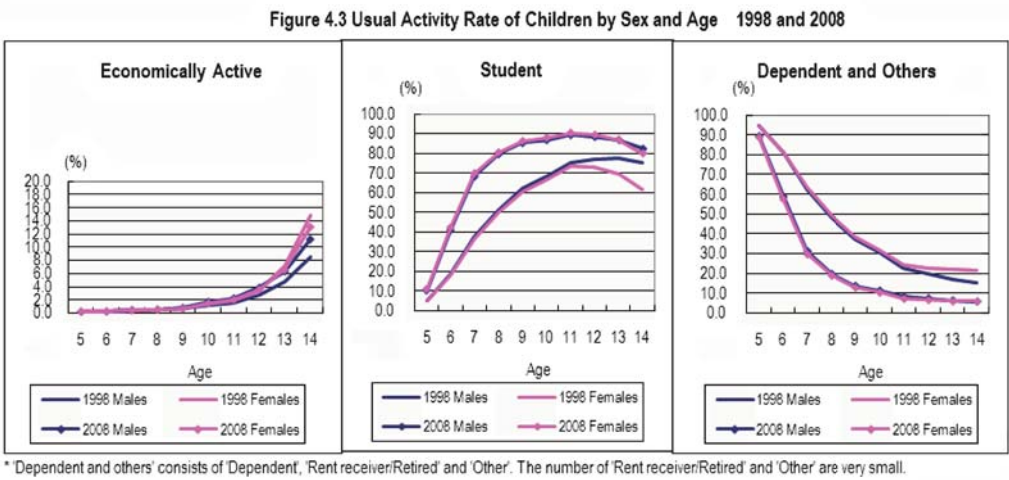 Figure 4.3 Usual Activity Rate of Children by Sex and Age 1998 and 2008
Economically Active
(%)
20.0
18.0
16.0
14.0
12.0
10.0
8.0
6.0
4.0
2.0
0.0
5 6 7 8 9 10 11 12 13 14
Age
1998 Males 1998 Females
2008 Males 2008 Females
Student
(%)
100.0
90.0
80.0
70.0
60.0
50.0
40.0
30.0
20.0
10.0
0.0
5 6 7 8 9 10 11 12 13 14
Age
1998 Males 1998 Females
2008 Males 2008 Females
Dependent and Others
(%)
100.0
90.0
80.0
70.0
60.0
50.0
40.0
30.0
20.0
10.0
0.0
5 6 7 8 9 10 11 12 13 14
Age
1998 Males 1998 Females
2008 Males 2008 Females
* 'Dependent and others' consists of 'Dependent', 'Rent receiver/Retired' and 'Other'. The number of 'Rent receiver/Retired' and 'Other' are very small.